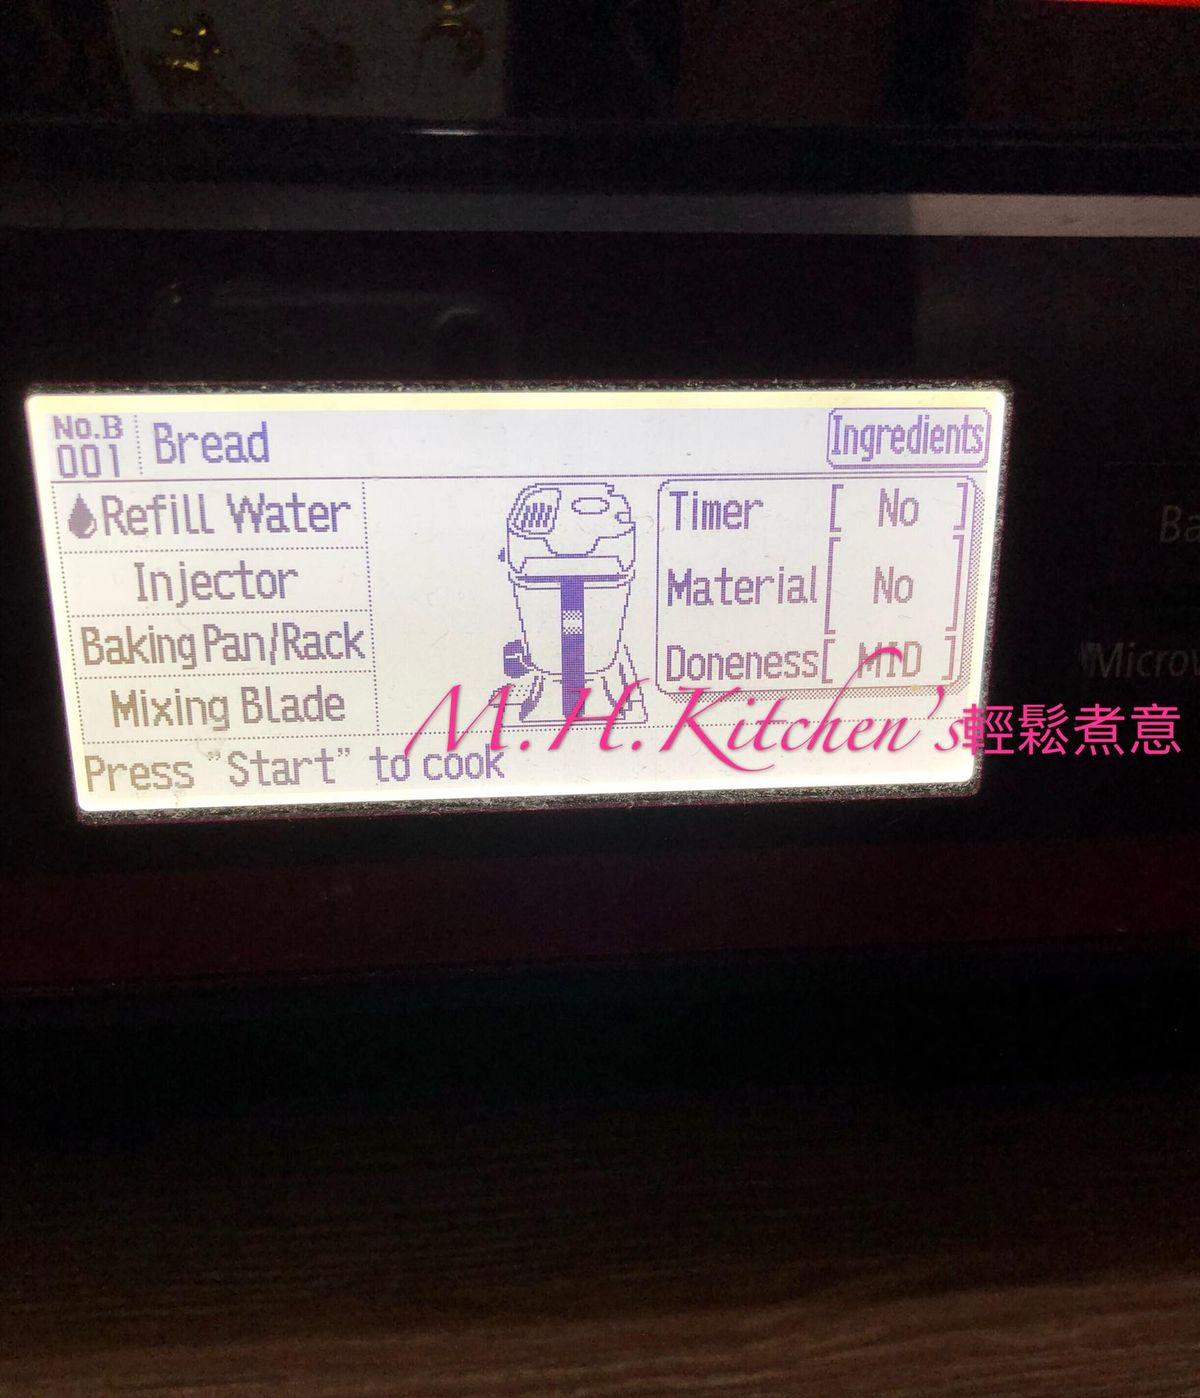 No.B
001
Bread
Ingredients
Refill Water
Injector
Baking Pan/Rack
Mixing Blade
Timer [ No ]
Material [ No ]
Doneness[ MID ]
M.H.Kitchen's輕鬆煮意
Press "Start" to cook